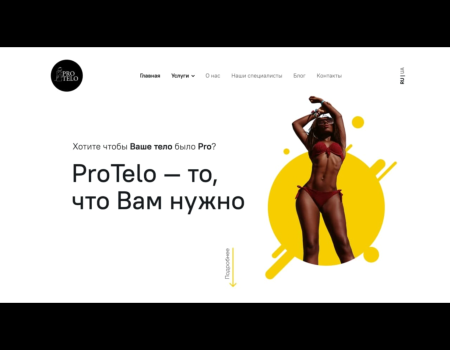 PRO
TELO
Главная Услуги О нас Наши специалисты Блог Контакты
RU | UA
Хотите чтобы Ваше тело было Pro?
ProTelo — то,
что Вам нужно
Подробнее